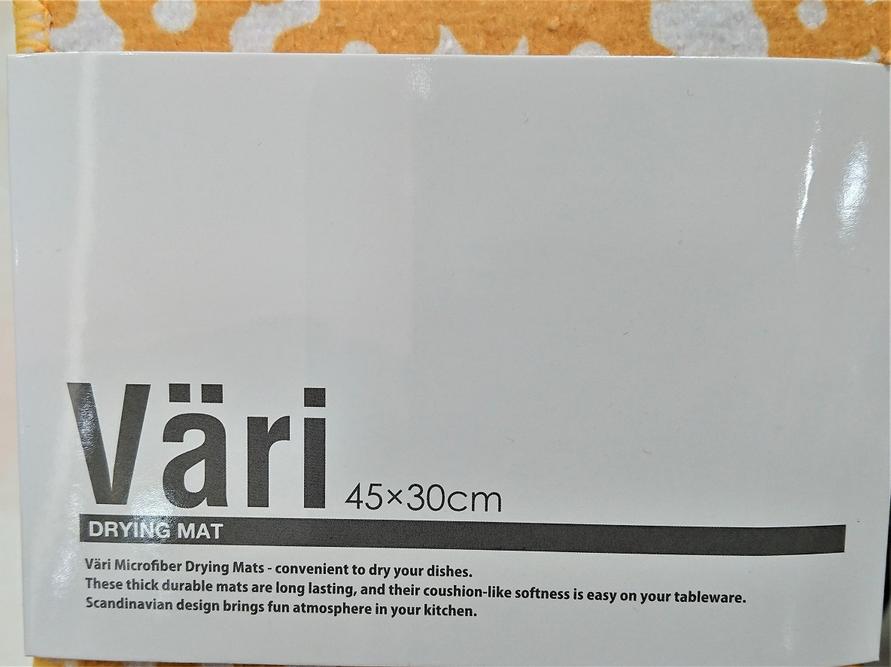 Väri 45×30cm
DRYING MAT
Väri Microfiber Drying Mats - convenient to dry your dishes.
These thick durable mats are long lasting, and their coushion-like softness is easy on your tableware.
Scandinavian design brings fun atmosphere in your kitchen.